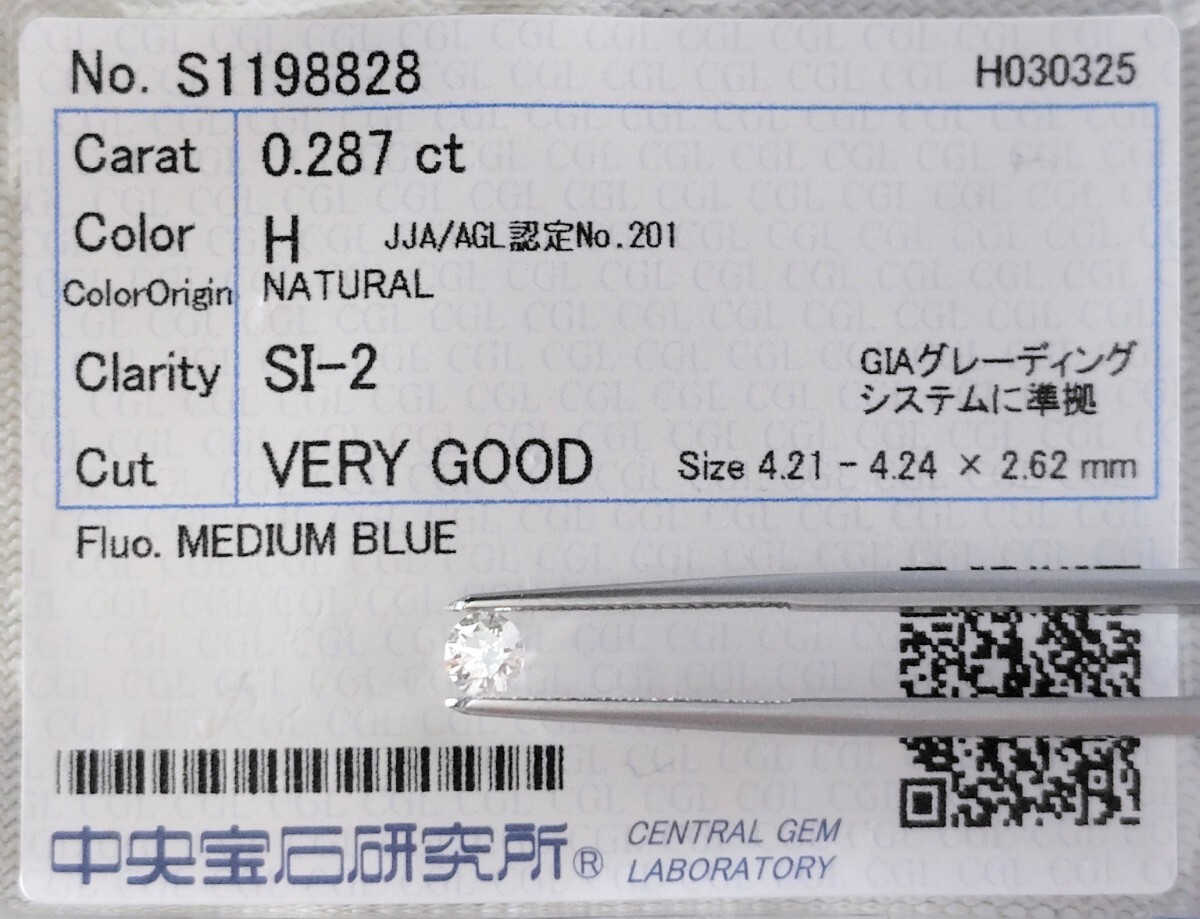 No. S1198828 H030325
Carat 0.287 ct
Color H JJA/AGL認定No.201
ColorOrigin NATURAL
Clarity SI-2 GIAグレーディング
システムに準拠
Cut VERY GOOD Size 4.21 - 4.24 × 2.62 mm
Fluo. MEDIUM BLUE
中央宝石研究所® CENTRAL GEM
LABORATORY